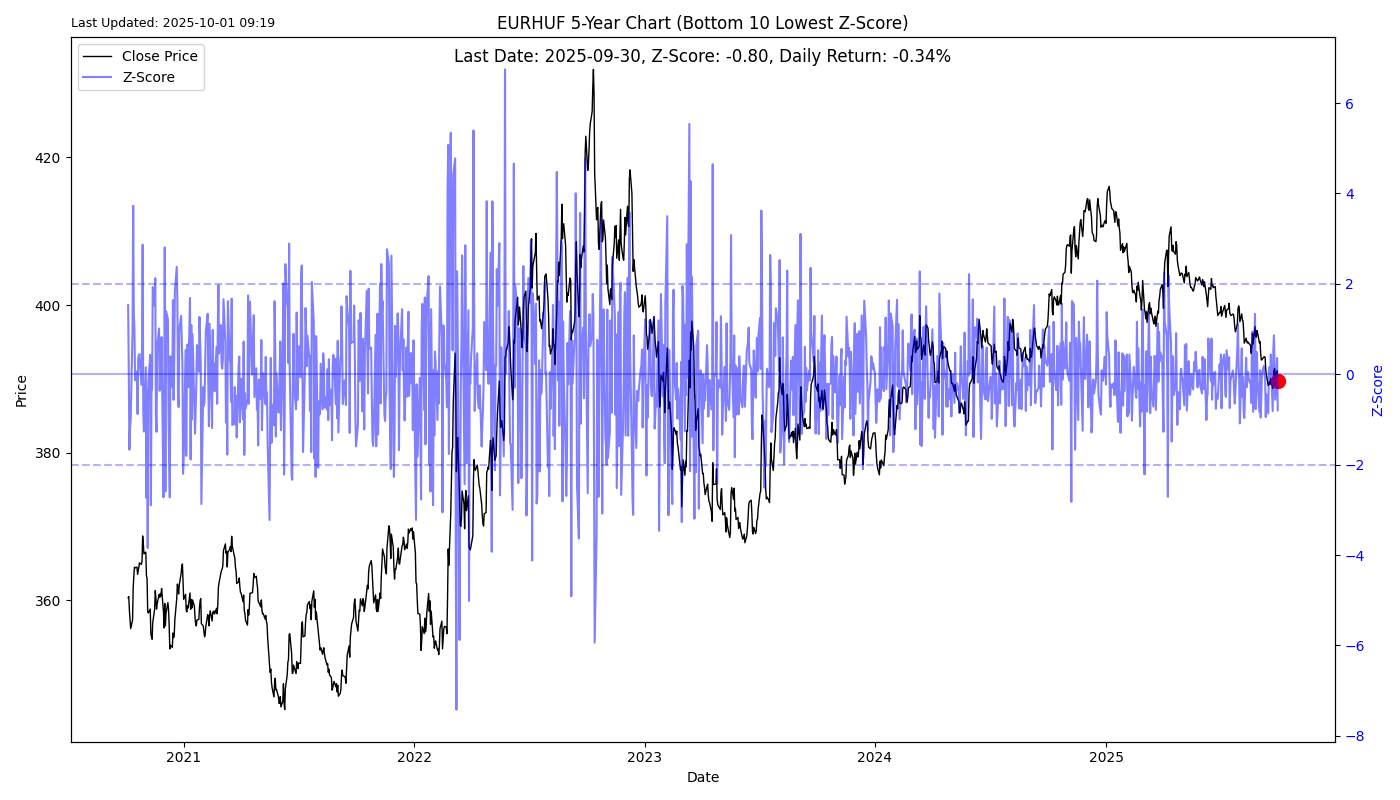 Last Updated: 2025-10-01 09:19
EURHUF 5-Year Chart (Bottom 10 Lowest Z-Score)
Last Date: 2025-09-30, Z-Score: -0.80, Daily Return: -0.34%
Close Price
Z-Score
420
400
380
360
Price
6
4
2
0
−2
−4
−6
−8
Z-Score
2021
2022
2023
2024
2025
Date